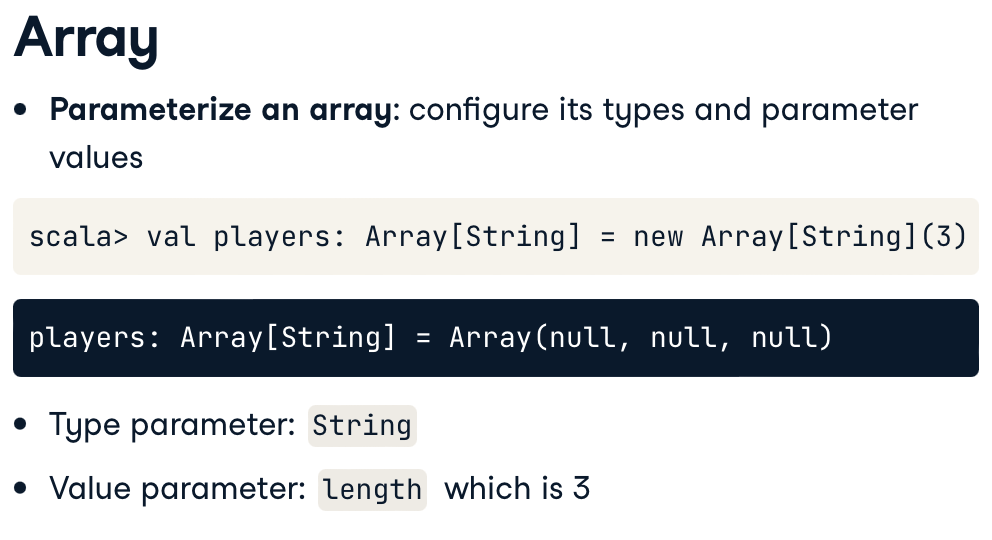 Array
• Parameterize an array: configure its types and parameter
values
scala> val players: Array[String] = new Array[String](3)
players: Array[String] = Array(null, null, null)
• Type parameter: String
• Value parameter: length which is 3